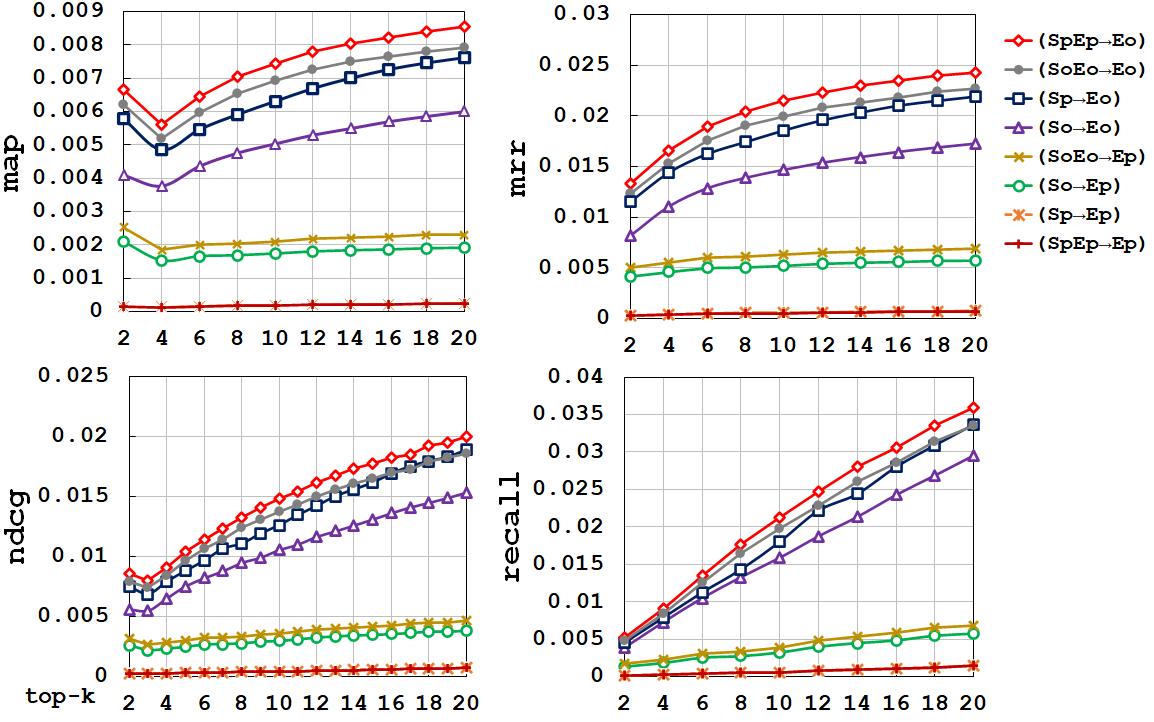 map
0.009
0.008
0.007
0.006
0.005
0.004
0.003
0.002
0.001
0
2 4 6 8 10 12 14 16 18 20
mrr
0.03
0.025
0.02
0.015
0.01
0.005
0
2 4 6 8 10 12 14 16 18 20
(SpEp→Eo)
(SoEo→Eo)
(Sp→Eo)
(So→Eo)
(SoEo→Ep)
(So→Ep)
(Sp→Ep)
(SpEp→Ep)
ndcg
0.025
0.02
0.015
0.01
0.005
0
top-k
2 4 6 8 10 12 14 16 18 20
recall
0.04
0.035
0.03
0.025
0.02
0.015
0.01
0.005
0
2 4 6 8 10 12 14 16 18 20